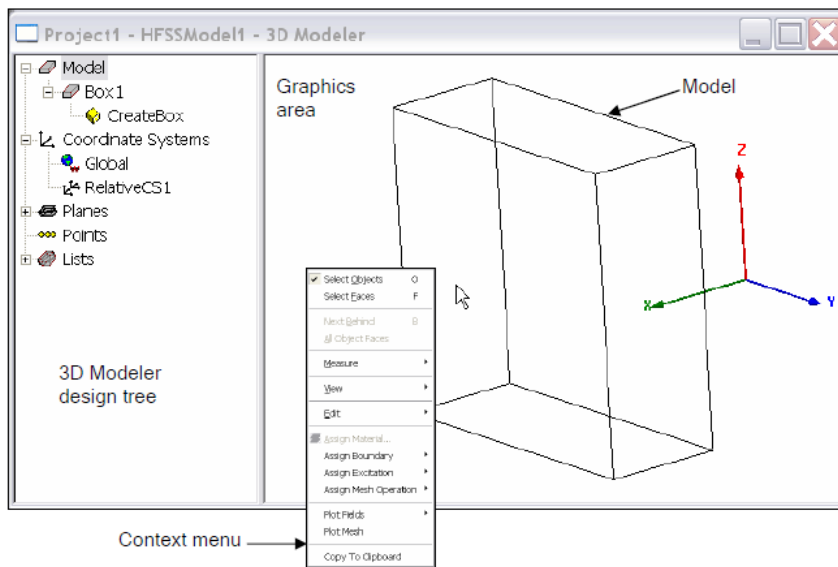 Project1 - HFSSModel1 - 3D Modeler
Model
Box1
CreateBox
Coordinate Systems
Global
RelativeCS1
Planes
Points
Lists
3D Modeler
design tree
Graphics
area
Model
Z
X
Y
Select Objects O
Select Faces F
Next Behind B
All Object Faces
Measure
View
Edit
Assign Material...
Assign Boundary
Assign Excitation
Assign Mesh Operation
Plot Fields
Plot Mesh
Copy To Clipboard
Context menu